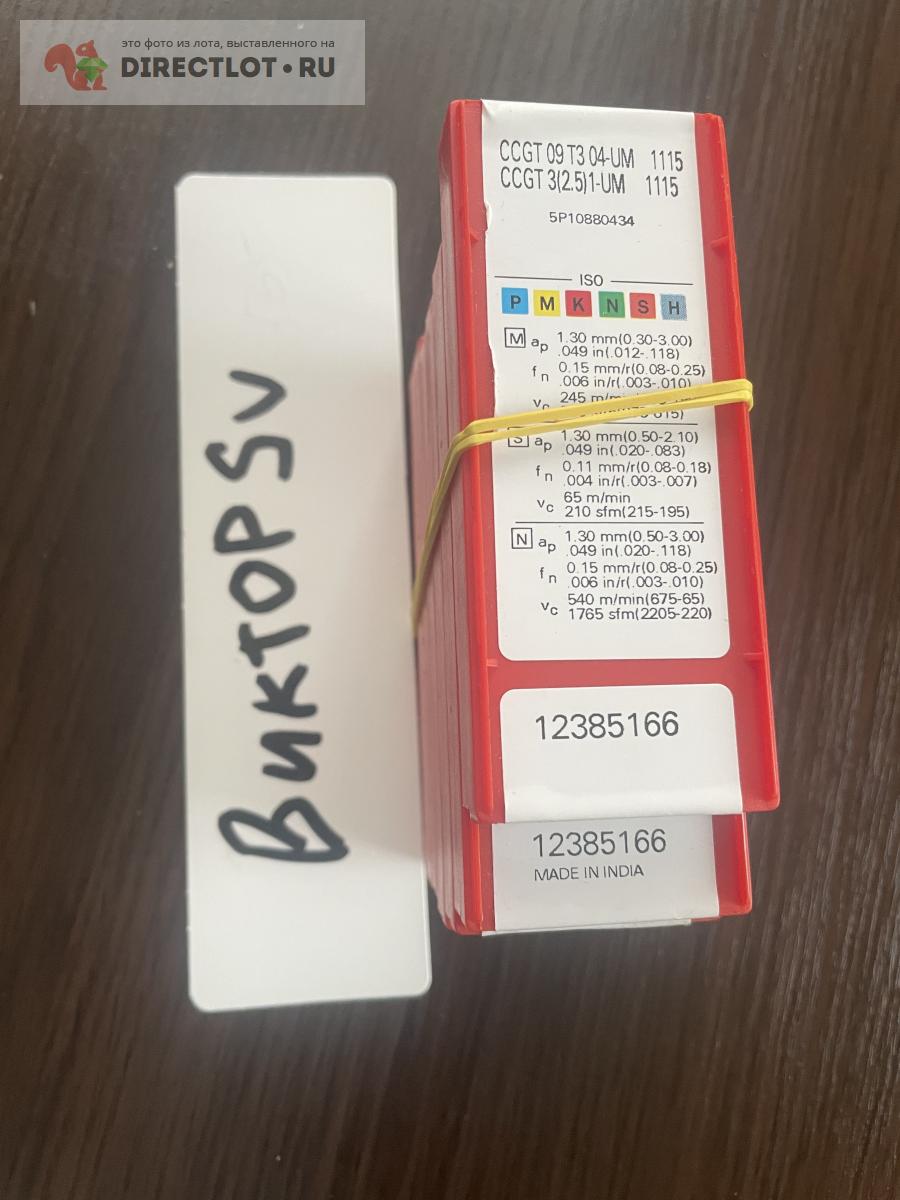 это фото из лота, выставленного на
DIRECTLOT • RU
ВИКТОРSV
CCGT 09 T3 04-UM 1115
CCGT 3(2.5)1-UM 1115
5P10880434
ISO
P M K N S H
M ap 1.30 mm(0.30-3.00)
.049 in(.012-.118)
fn 0.15 mm/r(0.08-0.25)
.006 in/r(.003-.010)
vc 245
S ap 1.30 mm(0.50-2.10)
.049 in(.020-.083)
fn 0.11 mm/r(0.08-0.18)
.004 in/r(.003-.007)
vc 65 m/min
210 sfm(215-195)
N ap 1.30 mm(0.50-3.00)
.049 in(.020-.118)
fn 0.15 mm/r(0.08-0.25)
.006 in/r(.003-.010)
vc 540 m/min(675-65)
1765 sfm(2205-220)
12385166
12385166
MADE IN INDIA